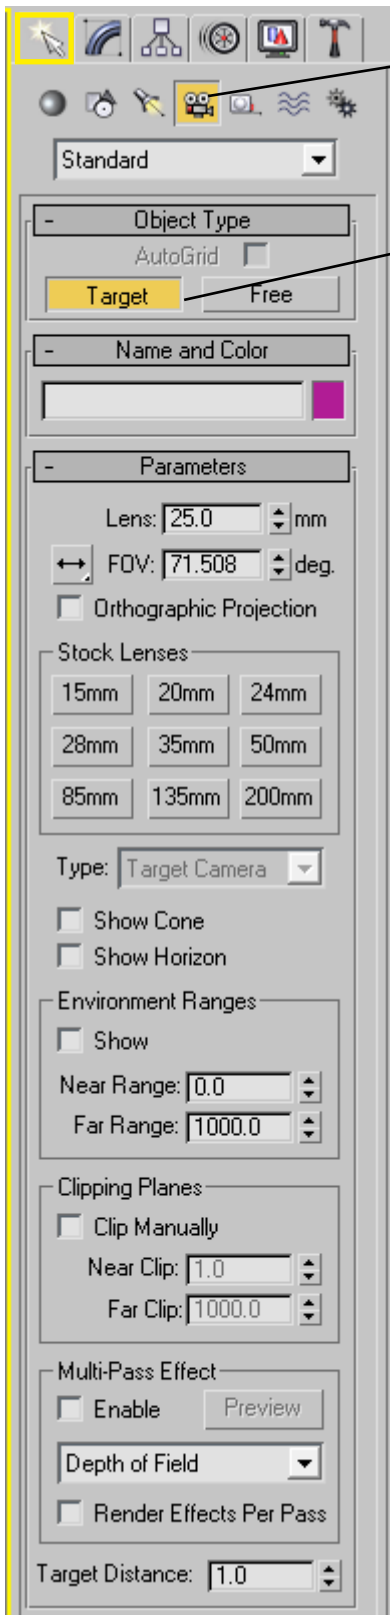 Standard
- Object Type
AutoGrid
Target Free
- Name and Color
- Parameters
Lens: 25.0 mm
FOV: 71.508 deg.
Orthographic Projection
Stock Lenses
15mm 20mm 24mm
28mm 35mm 50mm
85mm 135mm 200mm
Type: Target Camera
Show Cone
Show Horizon
Environment Ranges
Show
Near Range: 0.0
Far Range: 1000.0
Clipping Planes
Clip Manually
Near Clip: 1.0
Far Clip: 1000.0
Multi-Pass Effect
Enable Preview
Depth of Field
Render Effects Per Pass
Target Distance: 1.0